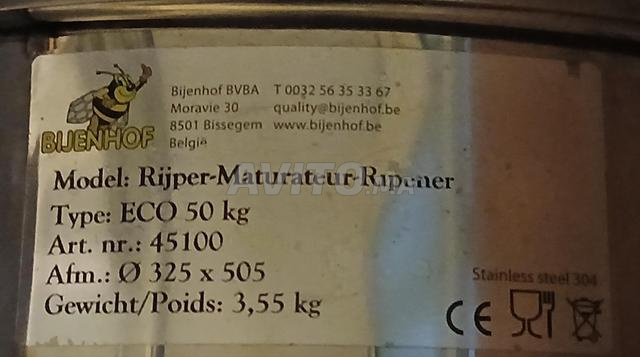 BIJENHOF
Bijenhof BVBA T 0032 56 35 33 67
Moravie 30 quality@bijenhof.be
8501 Bissegem www.bijenhof.be
België
Model: Rijper-Maturateur-Ripener
AVITO.MA
Type: ECO 50 kg
Art. nr.: 45100
Afm.: Ø 325 x 505
Gewicht/Poids: 3,55 kg
Stainless steel 304
CE